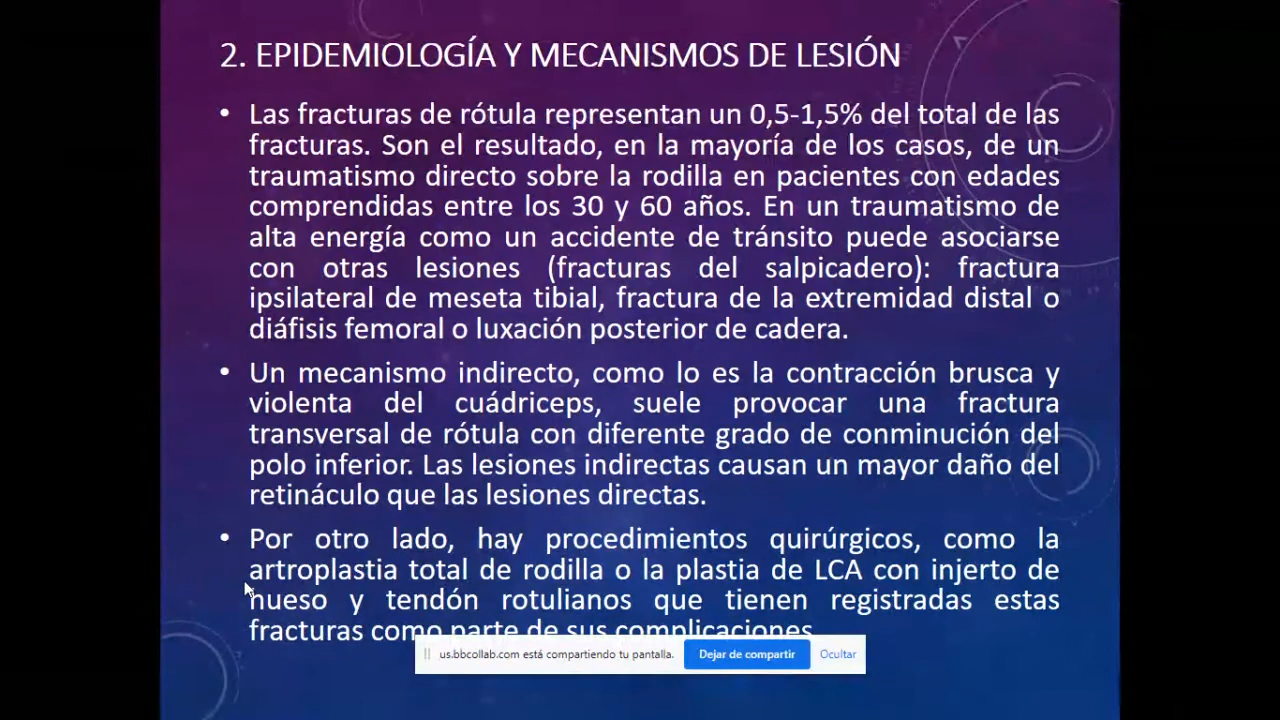 2. EPIDEMIOLOGÍA Y MECANISMOS DE LESIÓN
• Las fracturas de rótula representan un 0,5-1,5% del total de las
fracturas. Son el resultado, en la mayoría de los casos, de un
traumatismo directo sobre la rodilla en pacientes con edades
comprendidas entre los 30 y 60 años. En un traumatismo de
alta energía como un accidente de tránsito puede asociarse
con otras lesiones (fracturas del salpicadero): fractura
ipsilateral de meseta tibial, fractura de la extremidad distal o
diáfisis femoral o luxación posterior de cadera.
• Un mecanismo indirecto, como lo es la contracción brusca y
violenta del cuádriceps, suele provocar una fractura
transversal de rótula con diferente grado de conminución del
polo inferior. Las lesiones indirectas causan un mayor daño del
retináculo que las lesiones directas.
• Por otro lado, hay procedimientos quirúrgicos, como la
artroplastia total de rodilla o la plastia de LCA con injerto de
hueso y tendón rotulianos que tienen registradas estas
fracturas como parte de sus complicaciones.
us.bbcollab.com está compartiendo tu pantalla. Dejar de compartir Ocultar